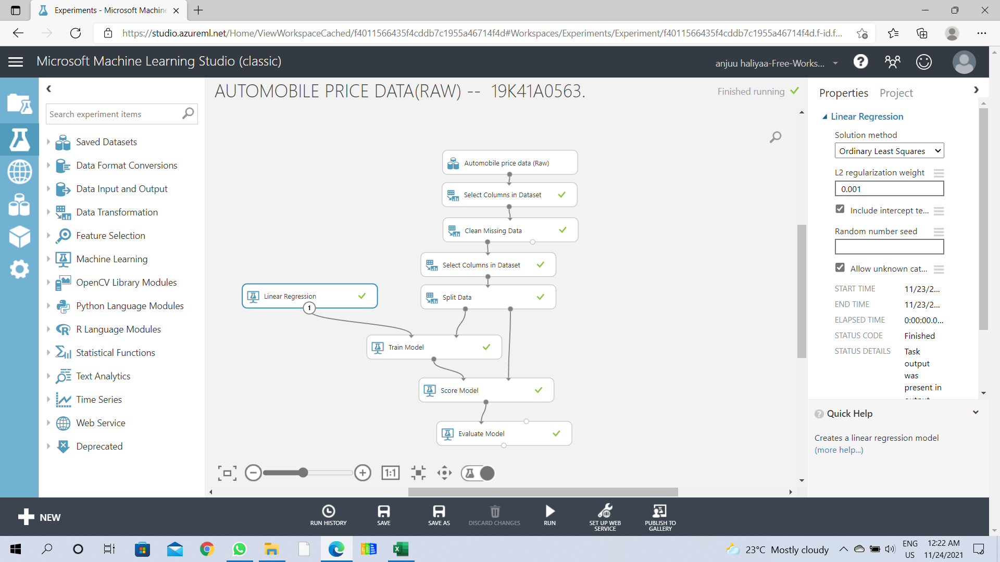 Experiments - Microsoft Machine
https://studio.azureml.net/Home/ViewWorkspaceCached/f4011566435f4cddb7c1955a46714f4d#Workspaces/Experiments/Experiment/f4011566435f4cddb7c1955a46714f4d.f-id.f...
Microsoft Machine Learning Studio (classic)
anjuu haliyaa-Free-Works...
?
Search experiment items
Saved Datasets
Data Format Conversions
Data Input and Output
Data Transformation
Feature Selection
Machine Learning
OpenCV Library Modules
Python Language Modules
R Language Modules
Statistical Functions
Text Analytics
Time Series
Web Service
Deprecated
AUTOMOBILE PRICE DATA(RAW) -- 19K41A0563.
Finished running
Automobile price data (Raw)
Select Columns in Dataset
Clean Missing Data
Select Columns in Dataset
Linear Regression
Split Data
1
Train Model
Score Model
Evaluate Model
1:1
Properties Project
Linear Regression
Solution method
Ordinary Least Squares
L2 regularization weight
0.001
Include intercept te...
Random number seed
Allow unknown cat...
START TIME 11/23/2...
END TIME 11/23/2...
ELAPSED TIME 0:00:00.0...
STATUS CODE Finished
STATUS DETAILS Task
output
was
present in
? Quick Help
Creates a linear regression model
(more help...)
NEW
RUN HISTORY
SAVE
SAVE AS
DISCARD CHANGES
RUN
SET UP WEB
SERVICE
PUBLISH TO
GALLERY
23°C Mostly cloudy
ENG
US
12:22 AM
11/24/2021